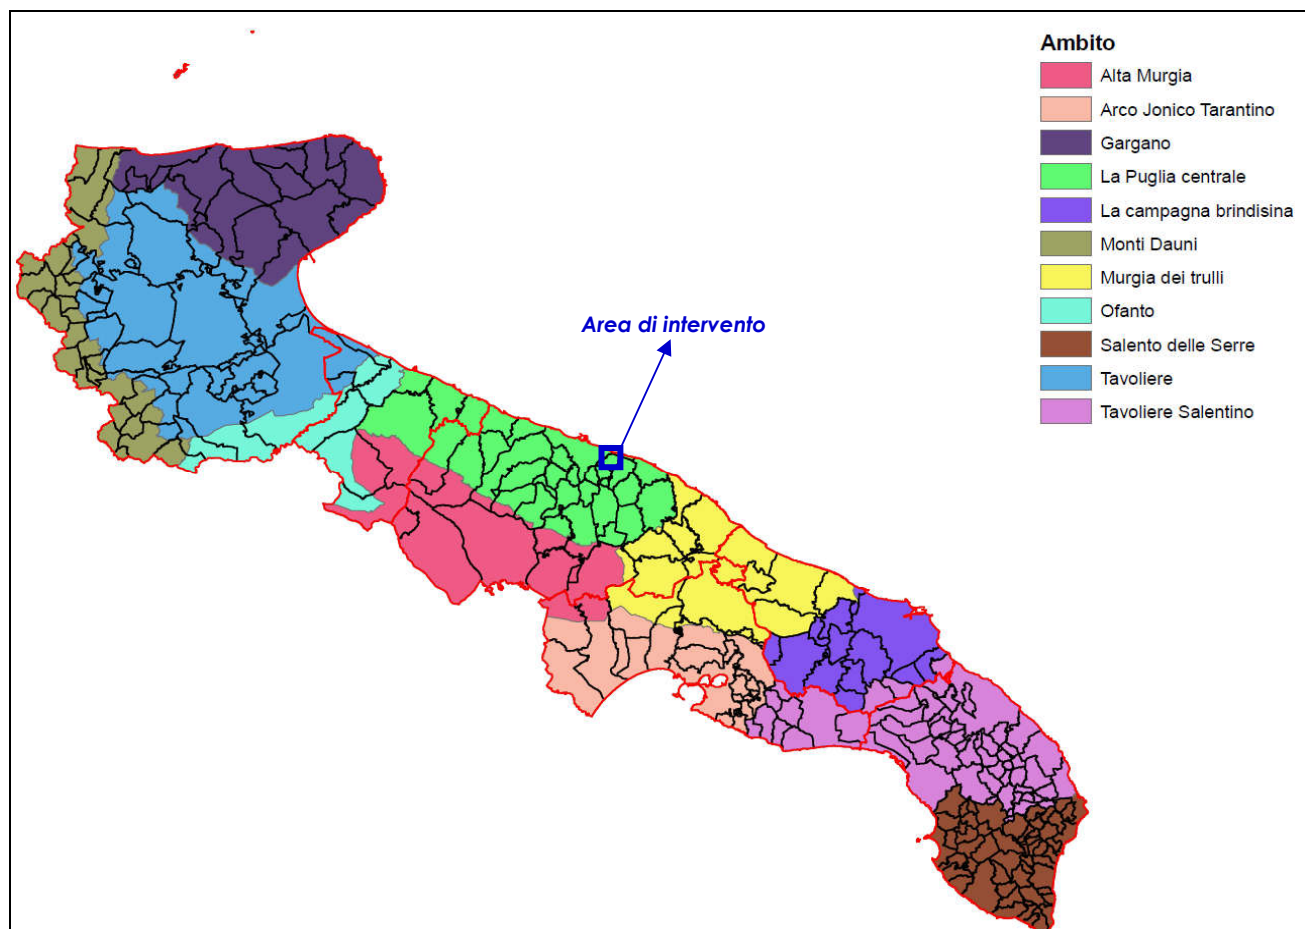 Ambito
Alta Murgia
Arco Jonico Tarantino
Gargano
La Puglia centrale
La campagna brindisina
Monti Dauni
Murgia dei trulli
Ofanto
Salento delle Serre
Tavoliere
Tavoliere Salentino
Area di intervento